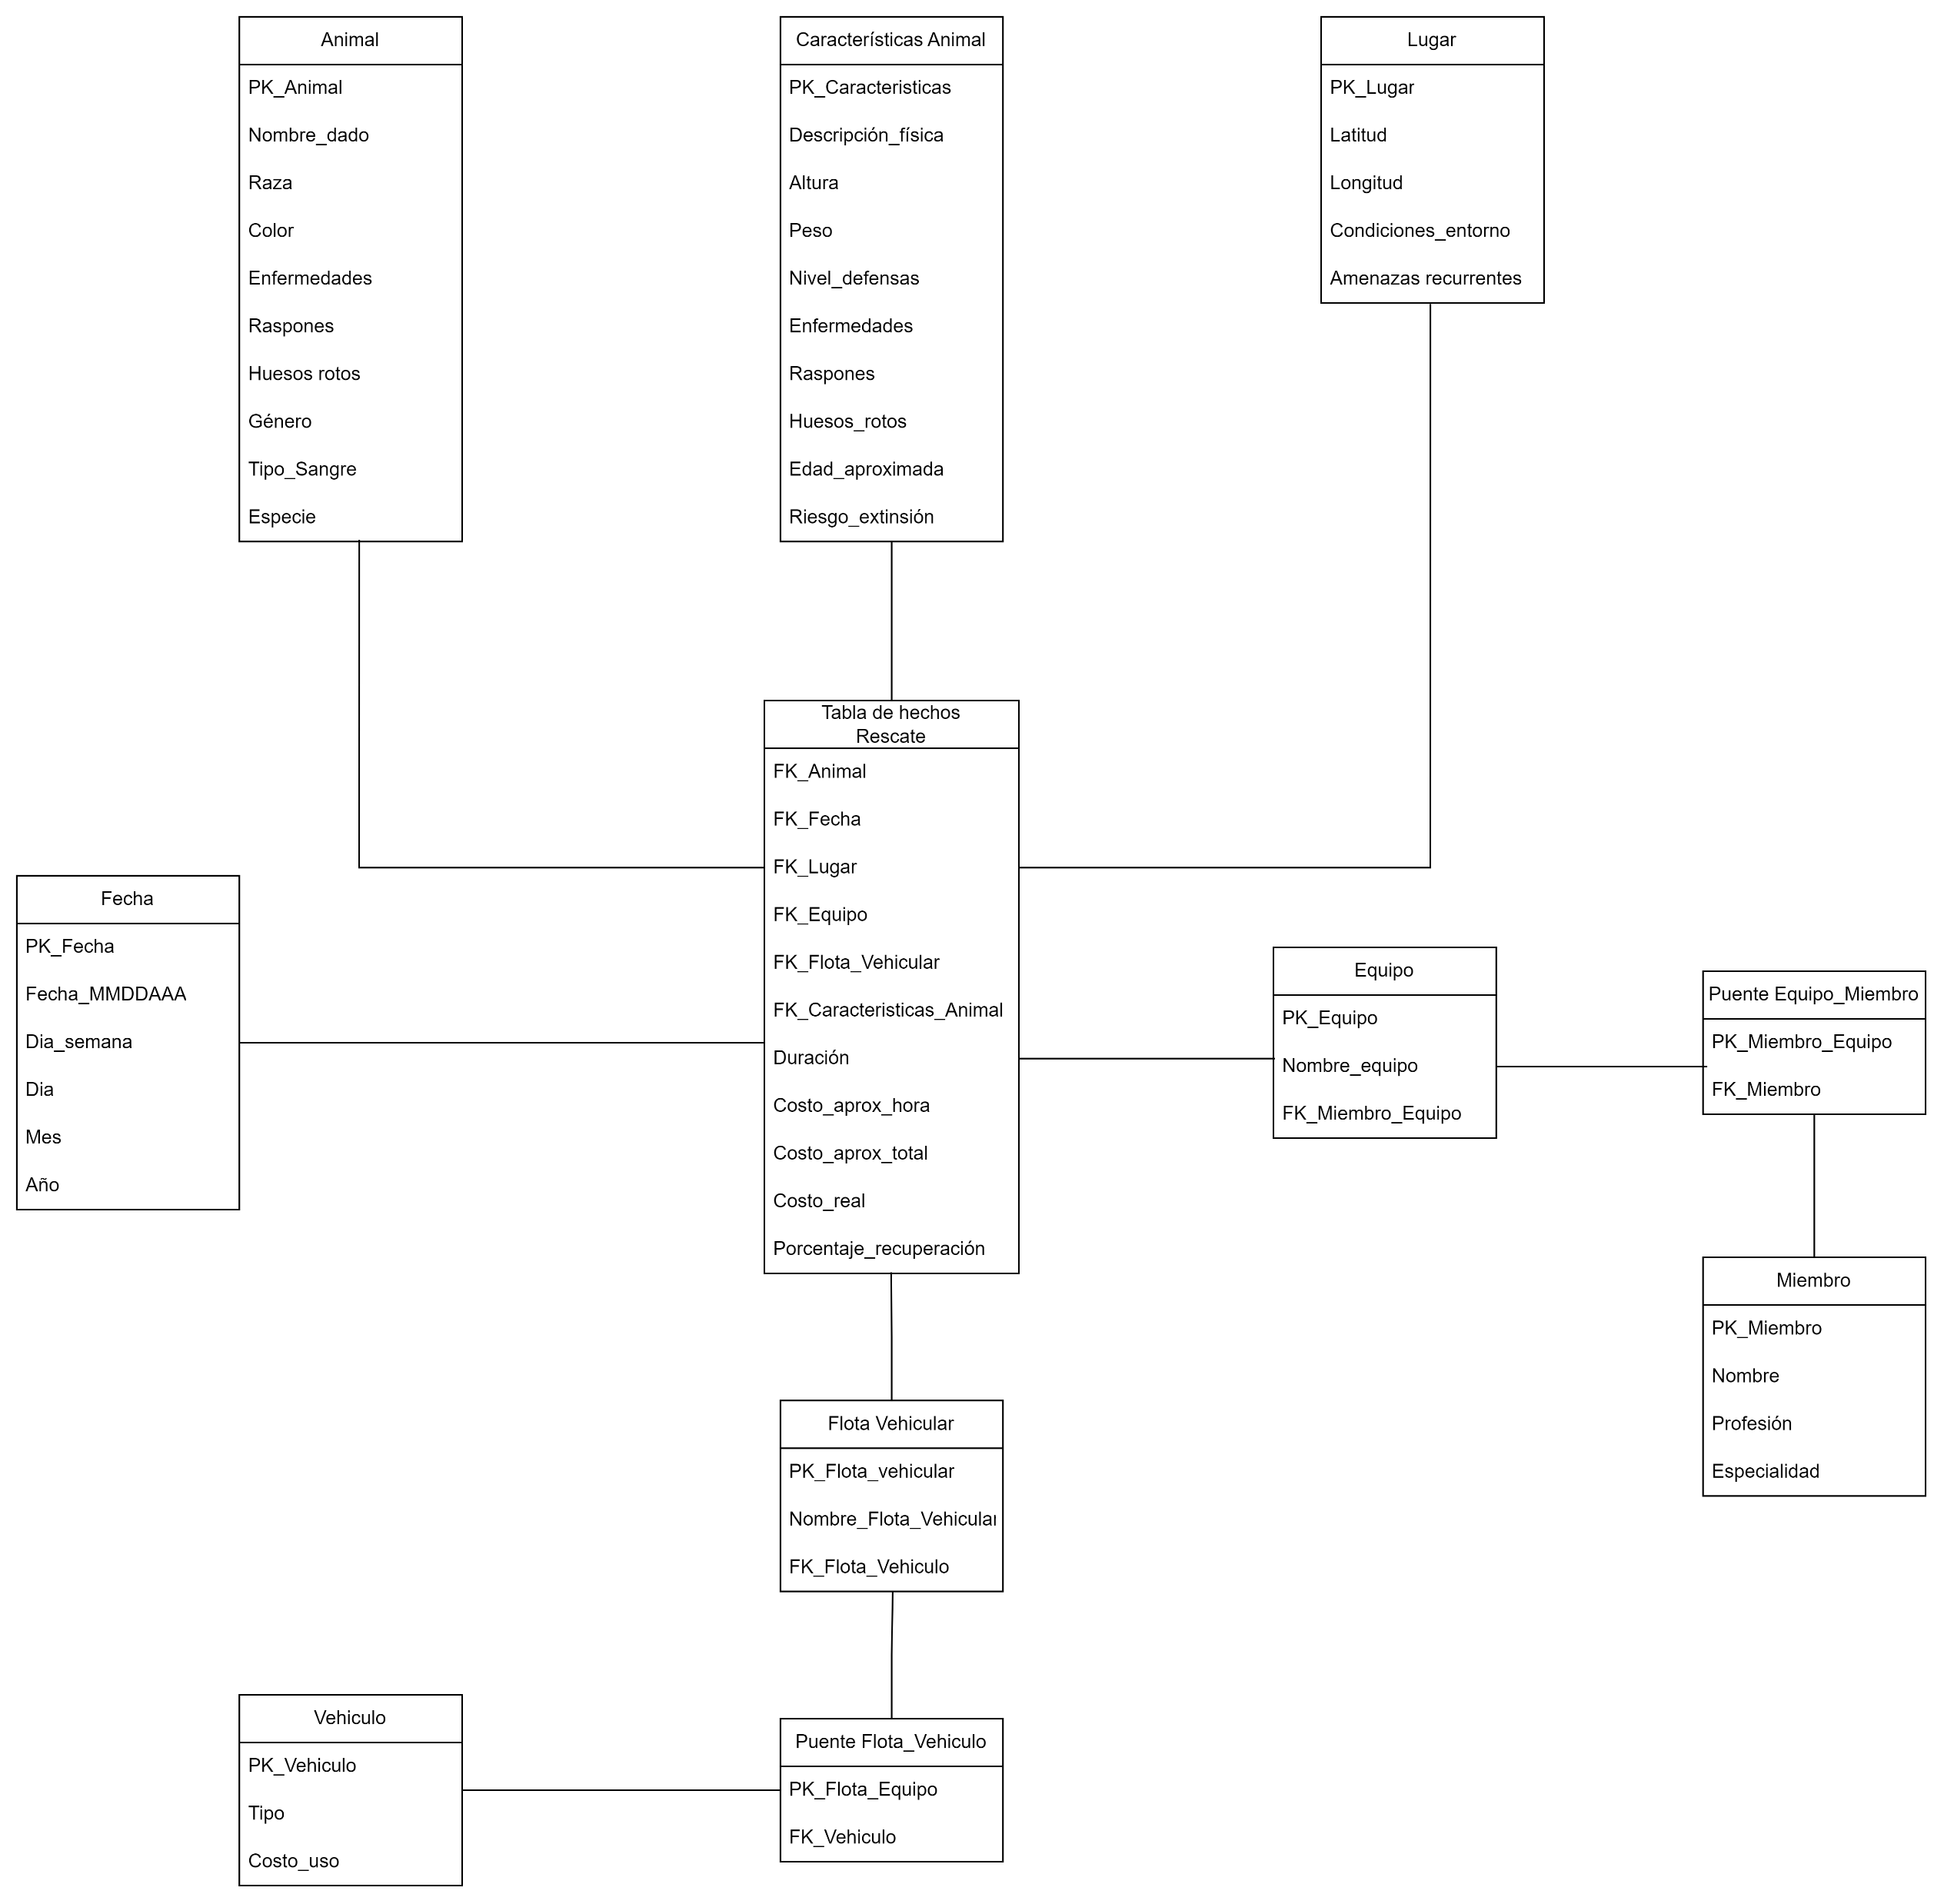 Animal
PK_Animal
Nombre_dado
Raza
Color
Enfermedades
Raspones
Huesos rotos
Género
Tipo_Sangre
Especie
Características Animal
PK_Caracteristicas
Descripción_física
Altura
Peso
Nivel_defensas
Enfermedades
Raspones
Huesos_rotos
Edad_aproximada
Riesgo_extinsión
Lugar
PK_Lugar
Latitud
Longitud
Condiciones_entorno
Amenazas recurrentes
Tabla de hechos
Rescate
FK_Animal
FK_Fecha
FK_Lugar
FK_Equipo
FK_Flota_Vehicular
FK_Caracteristicas_Animal
Duración
Costo_aprox_hora
Costo_aprox_total
Costo_real
Porcentaje_recuperación
Fecha
PK_Fecha
Fecha_MMDDAAA
Dia_semana
Dia
Mes
Año
Equipo
PK_Equipo
Nombre_equipo
FK_Miembro_Equipo
Puente Equipo_Miembro
PK_Miembro_Equipo
FK_Miembro
Miembro
PK_Miembro
Nombre
Profesión
Especialidad
Flota Vehicular
PK_Flota_vehicular
Nombre_Flota_Vehicular
FK_Flota_Vehiculo
Vehiculo
PK_Vehiculo
Tipo
Costo_uso
Puente Flota_Vehiculo
PK_Flota_Equipo
FK_Vehiculo